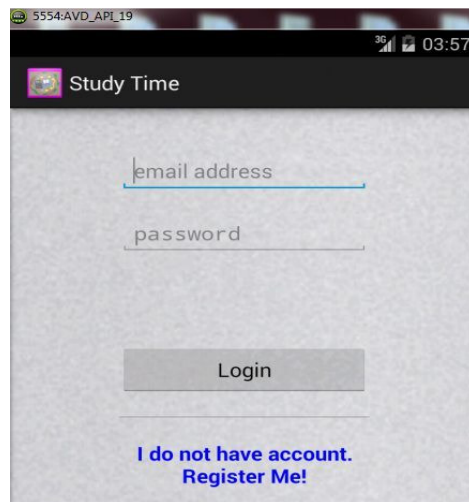 5554:AVD_API_19
3G 03:57
Study Time
email address
password
Login
I do not have account.
Register Me!